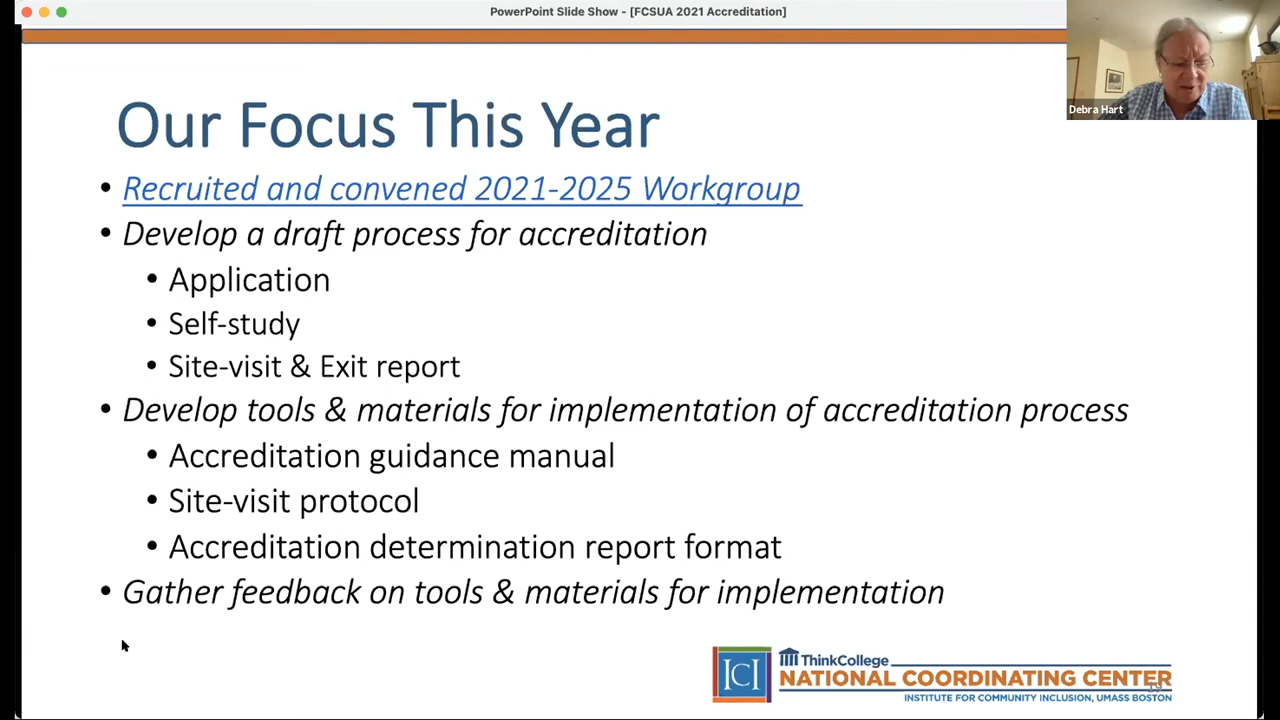 PowerPoint Slide Show - [FCSUA 2021 Accreditation]
Debra Hart
Our Focus This Year
• Recruited and convened 2021-2025 Workgroup
• Develop a draft process for accreditation
• Application
• Self-study
• Site-visit & Exit report
• Develop tools & materials for implementation of accreditation process
• Accreditation guidance manual
• Site-visit protocol
• Accreditation determination report format
• Gather feedback on tools & materials for implementation
ICI
ThinkCollege
NATIONAL COORDINATING CENTER
INSTITUTE FOR COMMUNITY INCLUSION, UMASS BOSTON